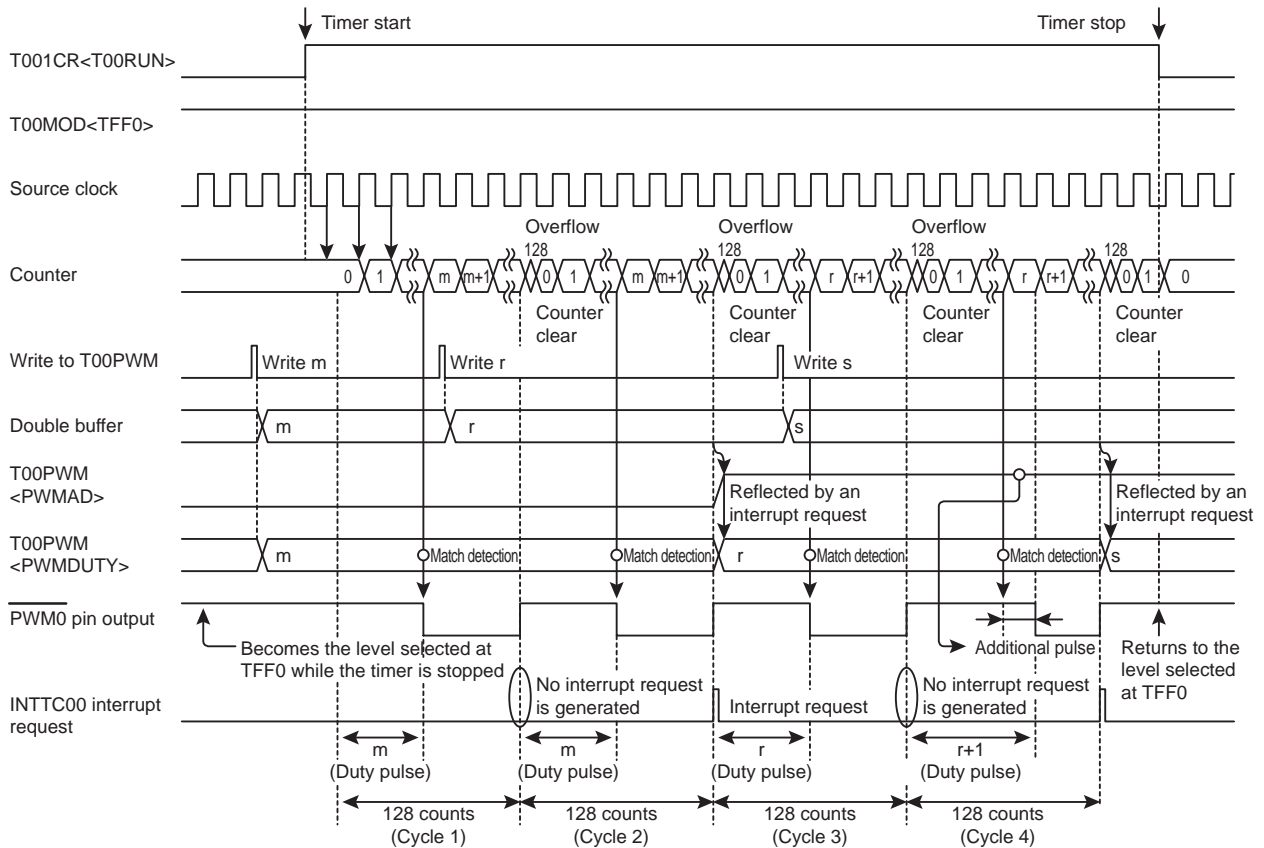 Timer start
Timer stop
T001CR<T00RUN>
T00MOD<TFF0>
Source clock
Overflow
Overflow
Overflow
128
128
128
128
Counter
0 1 m m+1 0 1 m m+1 0 1 r r+1 0 1 r r+1 0 1 0
Counter
clear
Counter
clear
Counter
clear
Counter
clear
Write to T00PWM
Write m
Write r
Write s
Double buffer
m
r
s
T00PWM
<PWMAD>
Reflected by an
interrupt request
Reflected by an
interrupt request
T00PWM
<PWMDUTY>
m
Match detection
Match detection
r
Match detection
Match detection
s
PWM0 pin output
Becomes the level selected at
TFF0 while the timer is stopped
Additional pulse
Returns to the
level selected
at TFF0
INTTC00 interrupt
request
No interrupt request
is generated
Interrupt request
No interrupt request
is generated
m
(Duty pulse)
m
(Duty pulse)
r
(Duty pulse)
r+1
(Duty pulse)
128 counts
(Cycle 1)
128 counts
(Cycle 2)
128 counts
(Cycle 3)
128 counts
(Cycle 4)